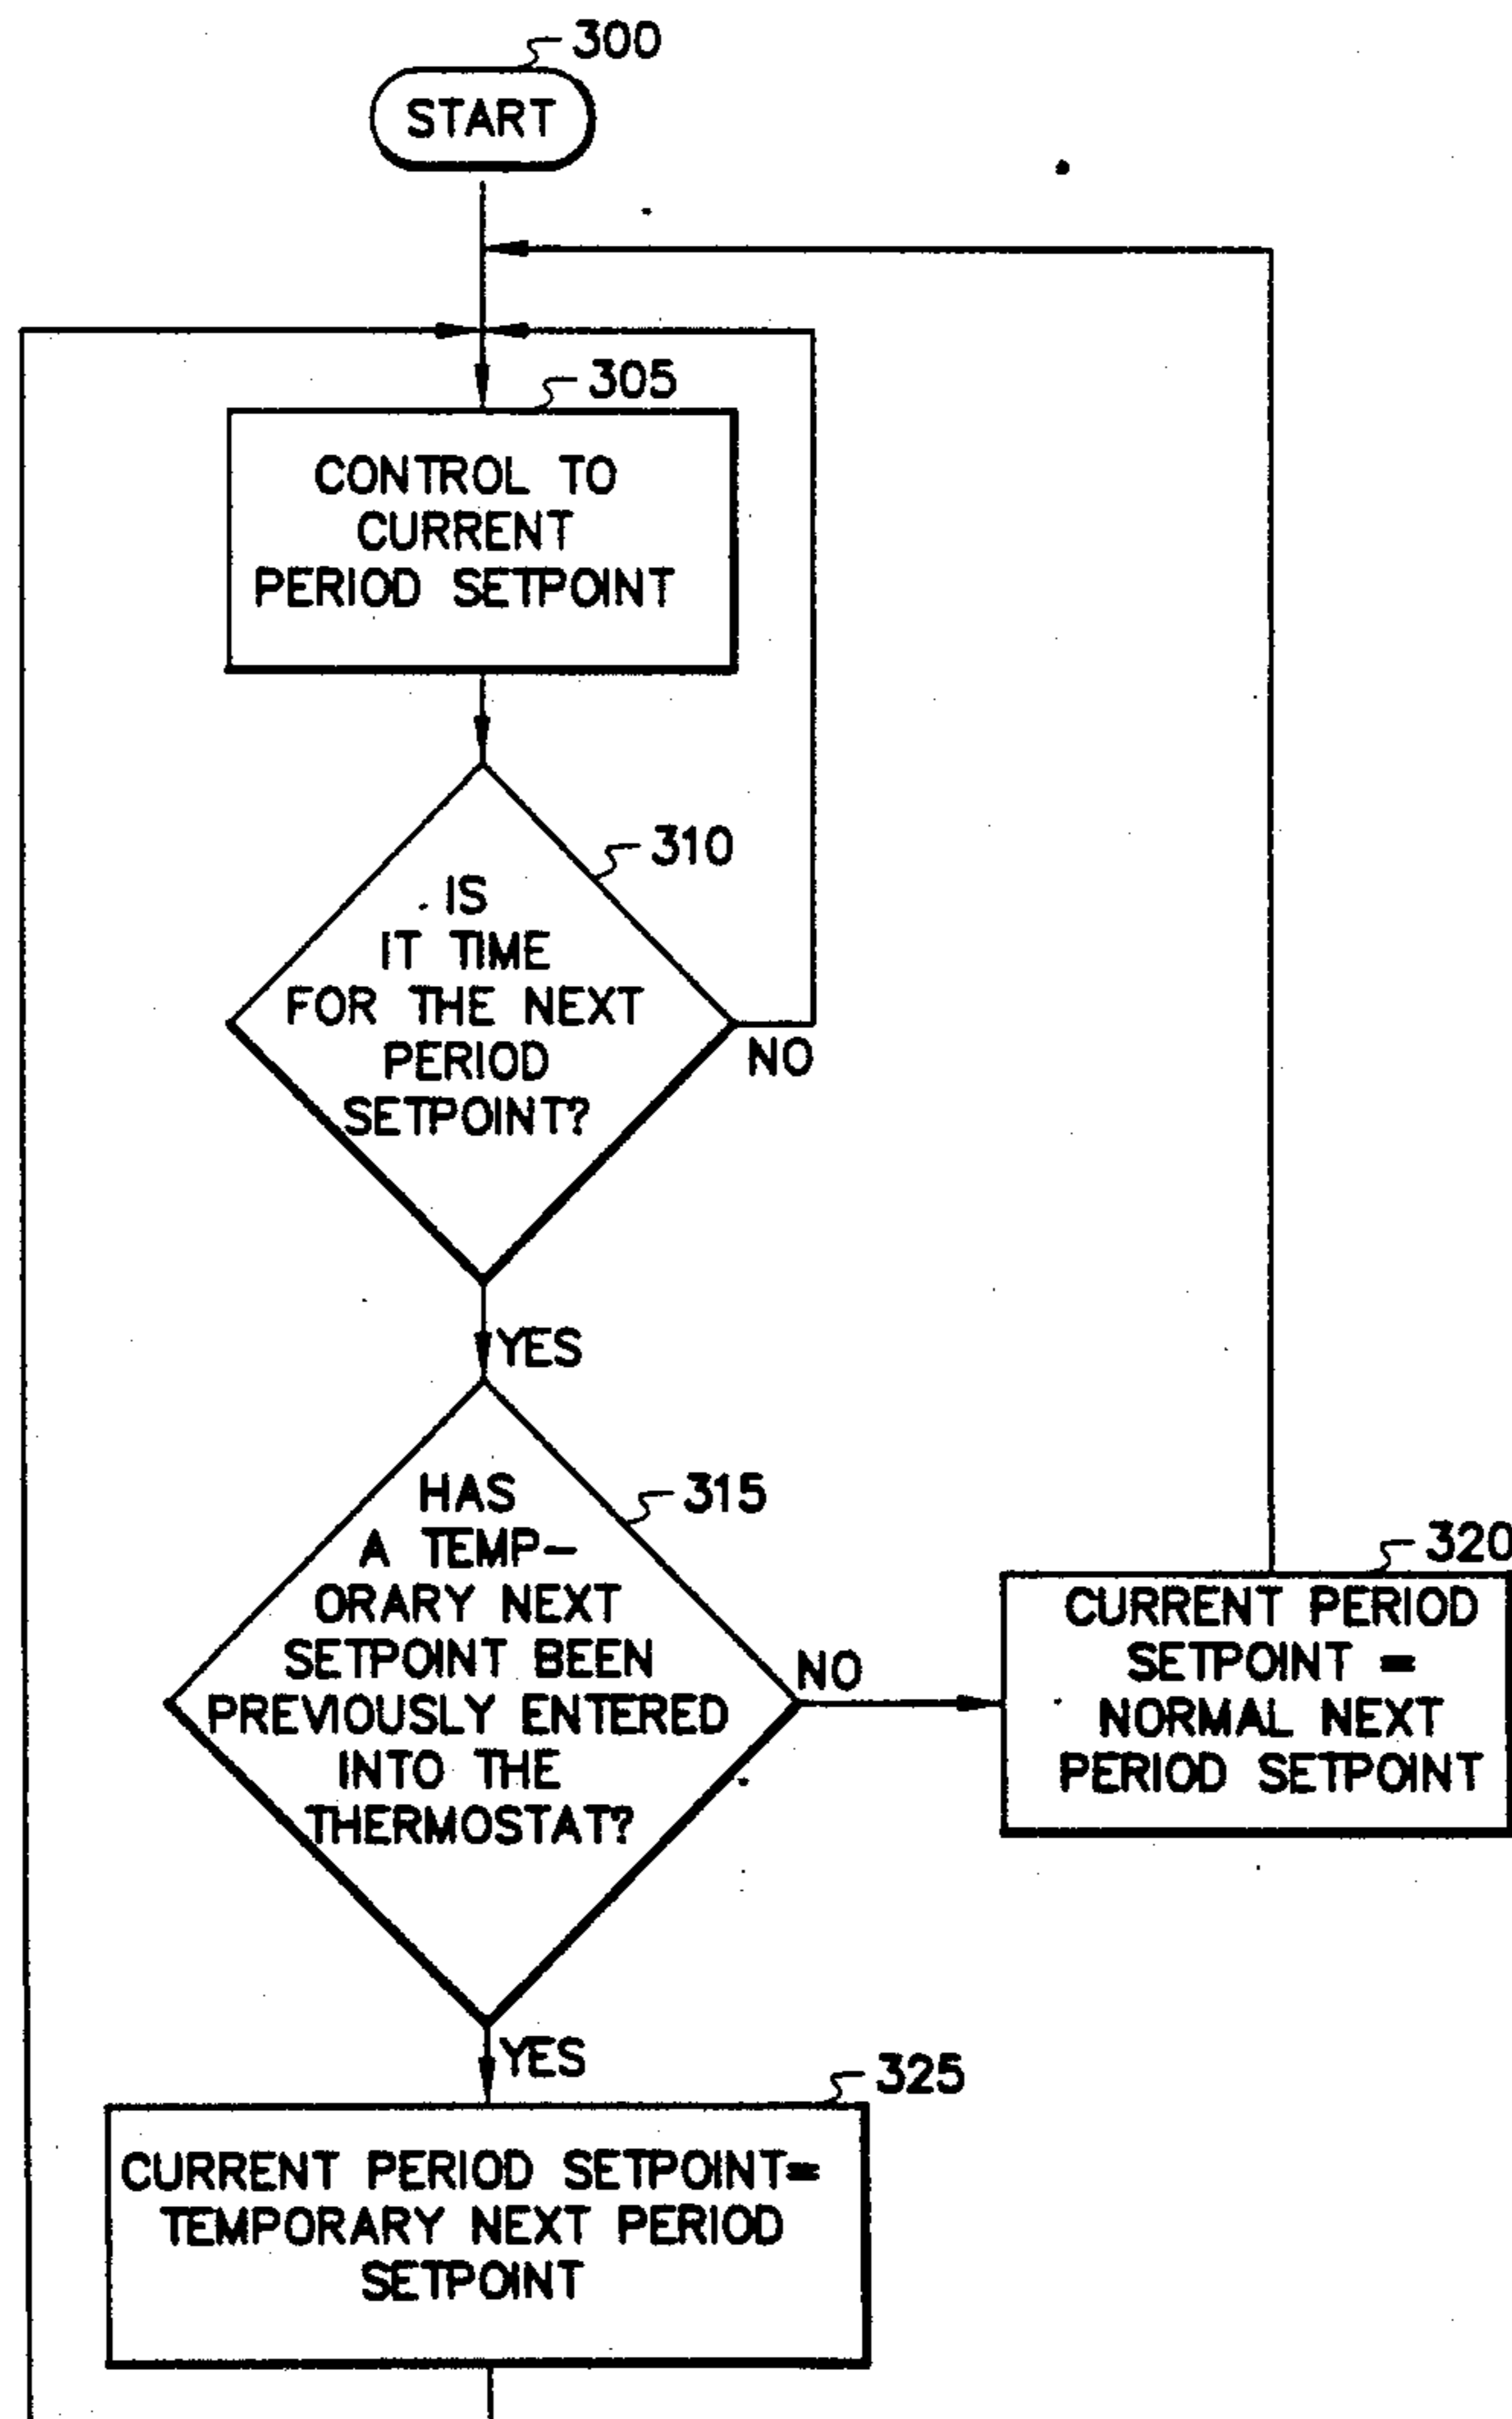 300
START
305
CONTROL TO
CURRENT
PERIOD SETPOINT
310
IS
IT TIME
FOR THE NEXT
PERIOD
SETPOINT?
NO
YES
315
HAS
A TEMP-
ORARY NEXT
SETPOINT BEEN
PREVIOUSLY ENTERED
INTO THE
THERMOSTAT?
NO
320
CURRENT PERIOD
SETPOINT =
NORMAL NEXT
PERIOD SETPOINT
YES
325
CURRENT PERIOD SETPOINT=
TEMPORARY NEXT PERIOD
SETPOINT